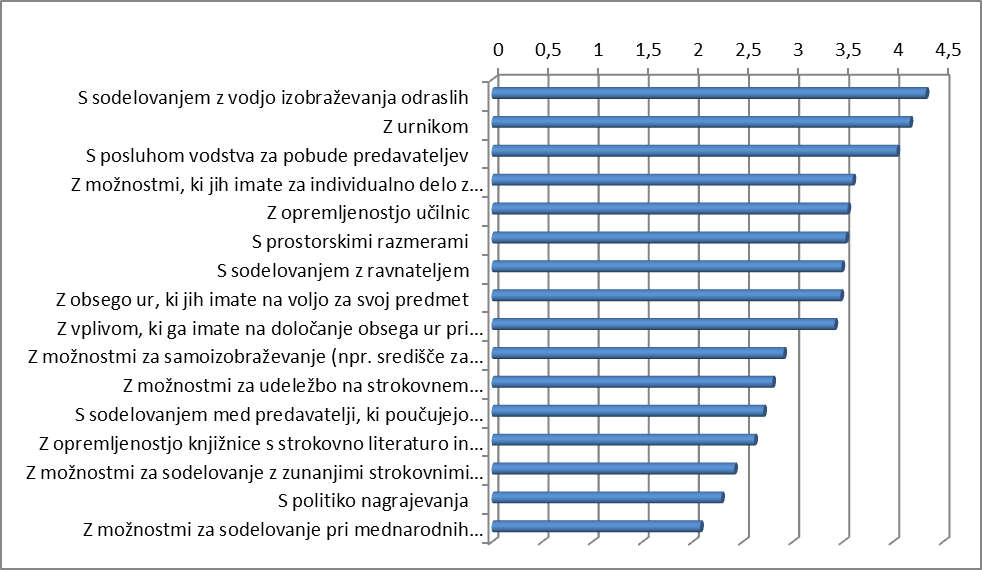 0 0,5 1 1,5 2 2,5 3 3,5 4 4,5
S sodelovanjem z vodjo izobraževanja odraslih
Z urnikom
S posluhom vodstva za pobude predavateljev
Z možnostmi, ki jih imate za individualno delo z...
Z opremljenostjo učilnic
S prostorskimi razmerami
S sodelovanjem z ravnateljem
Z obsego ur, ki jih imate na voljo za svoj predmet
Z vplivom, ki ga imate na določanje obsega ur pri...
Z možnostmi za samoizobraževanje (npr. središče za...
Z možnostmi za udeležbo na strokovnem...
S sodelovanjem med predavatelji, ki poučujejo...
Z opremljenostjo knjižnice s strokovno literaturo in...
Z možnostmi za sodelovanje z zunanjimi strokovnimi...
S politiko nagrajevanja
Z možnostmi za sodelovanje pri mednarodnih...